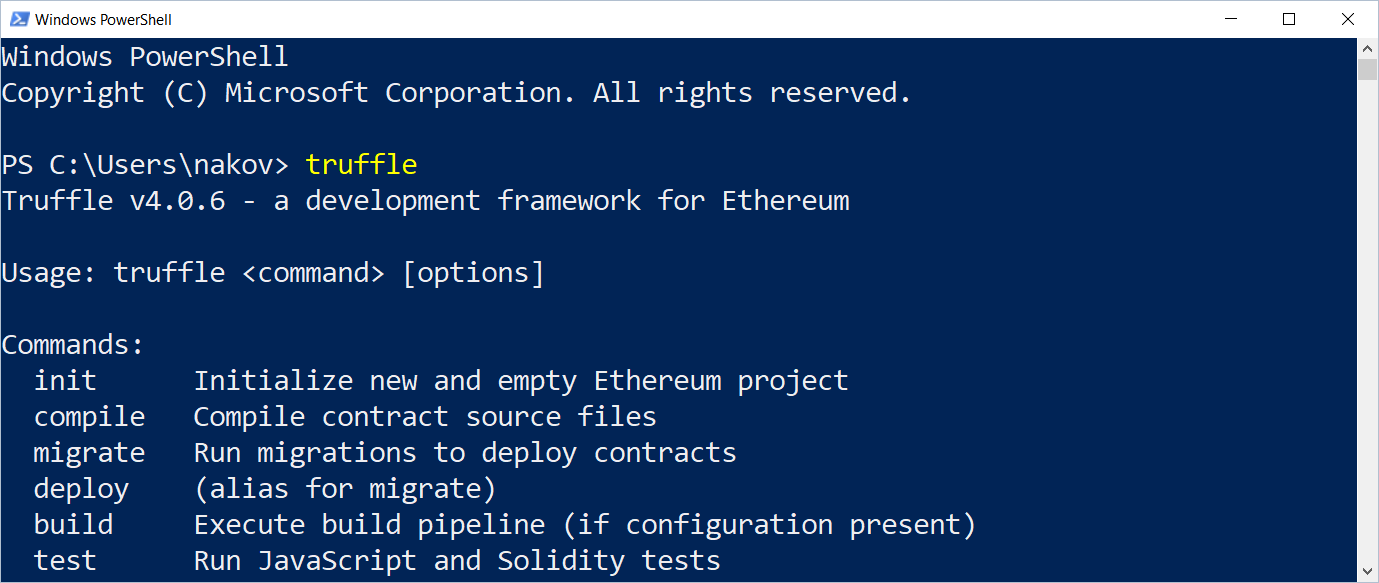 Windows PowerShell
Windows PowerShell
Copyright (C) Microsoft Corporation. All rights reserved.
PS C:\Users\nakov> truffle
Truffle v4.0.6 - a development framework for Ethereum
Usage: truffle <command> [options]
Commands:
  init      Initialize new and empty Ethereum project
  compile   Compile contract source files
  migrate   Run migrations to deploy contracts
  deploy    (alias for migrate)
  build     Execute build pipeline (if configuration present)
  test      Run JavaScript and Solidity tests